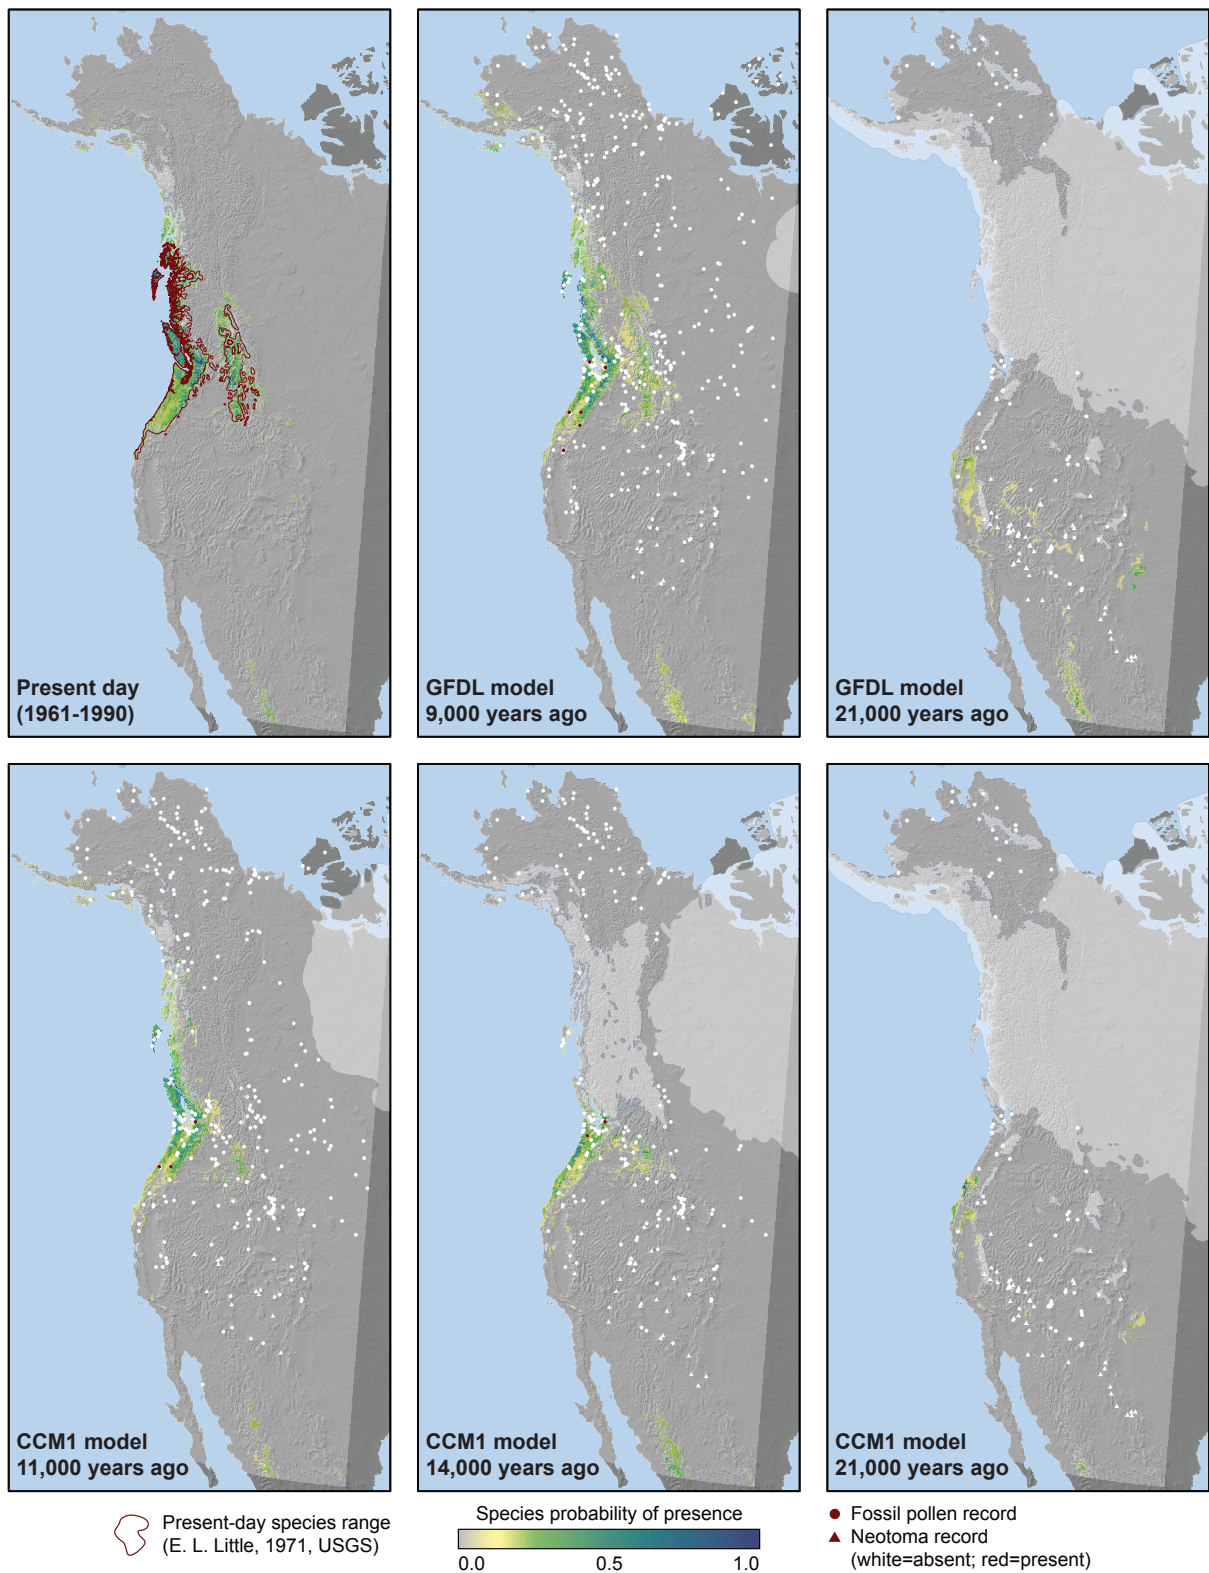 Present day
(1961-1990)
GFDL model
9,000 years ago
GFDL model
21,000 years ago
CCM1 model
11,000 years ago
CCM1 model
14,000 years ago
CCM1 model
21,000 years ago
Present-day species range
(E. L. Little, 1971, USGS)
Species probability of presence
0.0 0.5 1.0
Fossil pollen record
Neotoma record
(white=absent; red=present)